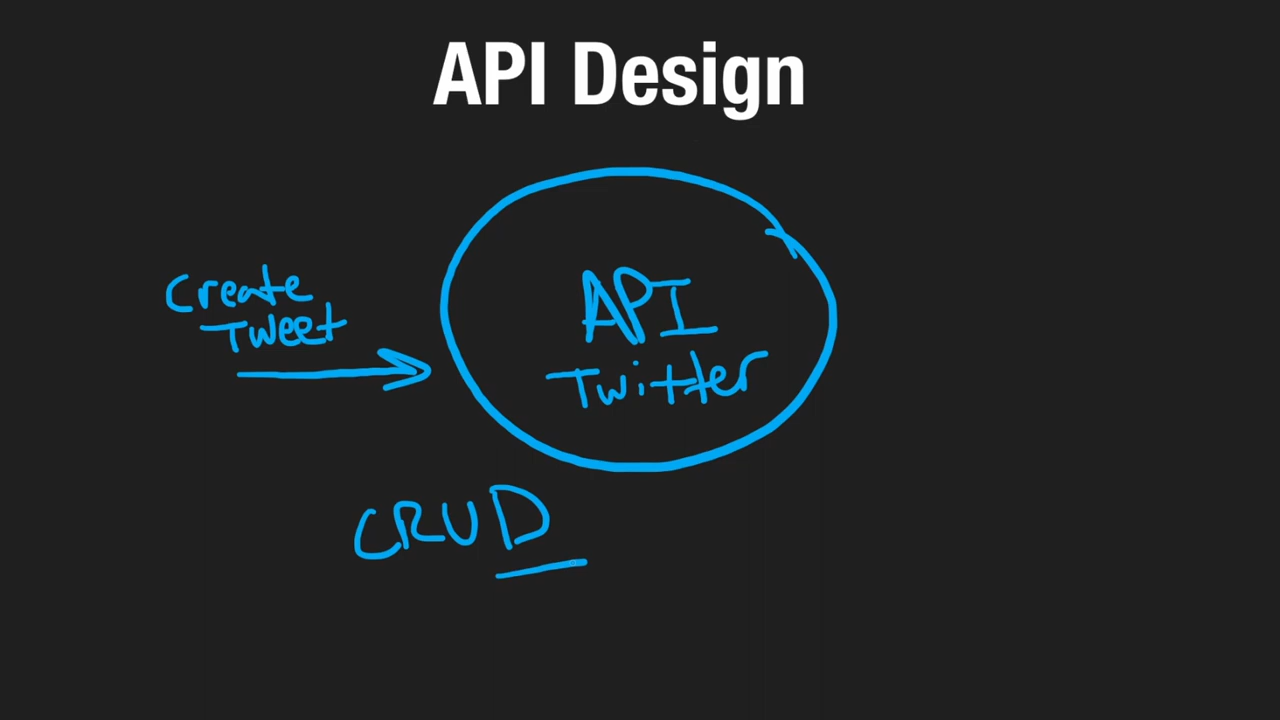 API Design
Create
Tweet
API
Twitter
CRUD